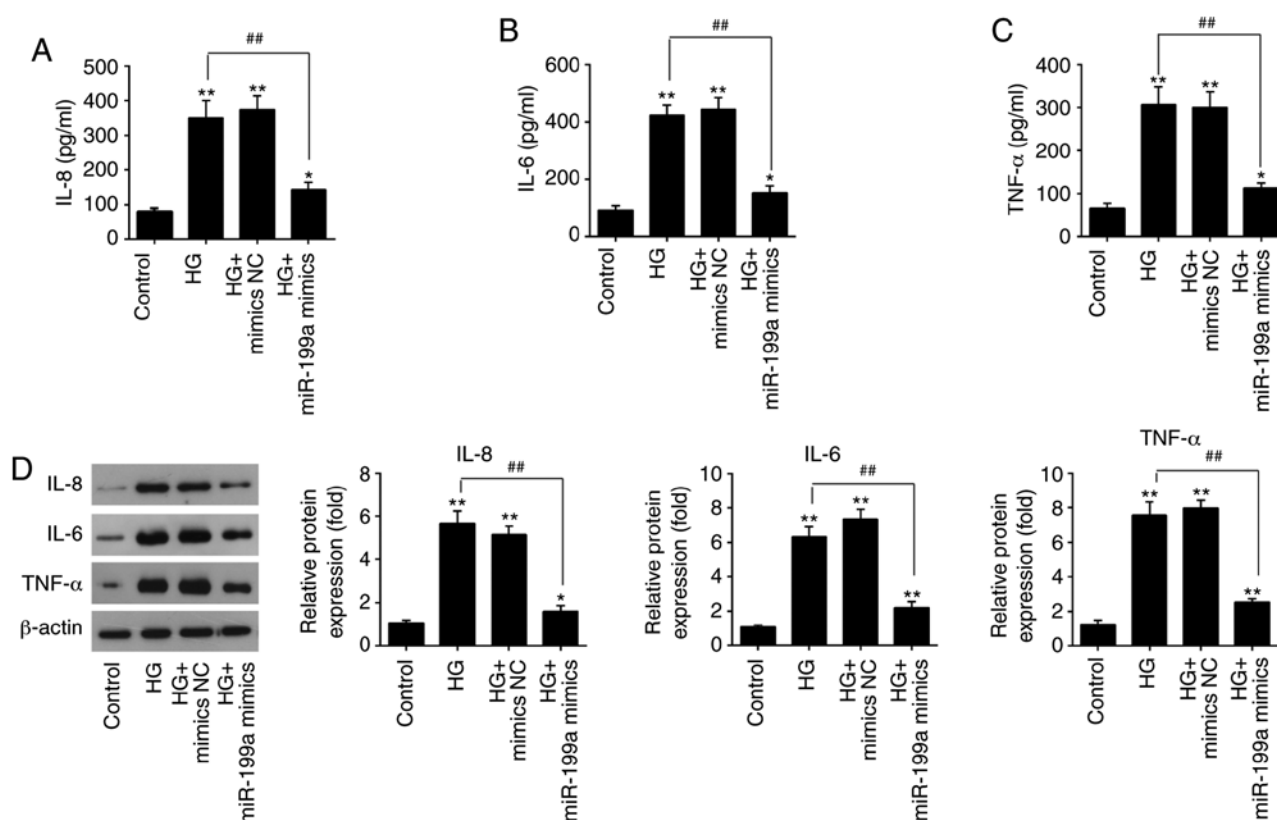 A
##
500
400
300
200
100
0
IL-8 (pg/ml)
**
**
*
Control
HG
HG+
mimics NC
HG+
miR-199a mimics
B
##
600
400
200
0
IL-6 (pg/ml)
**
**
*
Control
HG
HG+
mimics NC
HG+
miR-199a mimics
C
##
400
300
200
100
0
TNF-α (pg/ml)
**
**
*
Control
HG
HG+
mimics NC
HG+
miR-199a mimics
D
IL-8
IL-6
TNF-α
β-actin
Control
HG
HG+
mimics NC
HG+
miR-199a mimics
IL-8
##
8
6
4
2
0
Relative protein
expression (fold)
**
**
*
Control
HG
HG+
mimics NC
HG+
miR-199a mimics
IL-6
##
10
8
6
4
2
0
Relative protein
expression (fold)
**
**
**
Control
HG
HG+
mimics NC
HG+
miR-199a mimics
TNF-α
##
10
8
6
4
2
0
Relative protein
expression (fold)
**
**
**
Control
HG
HG+
mimics NC
HG+
miR-199a mimics